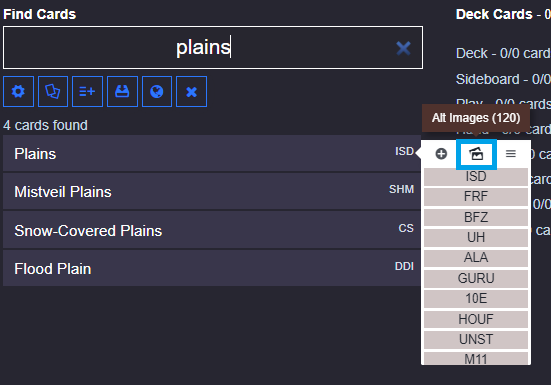 Find Cards
Deck Cards - 0
plains
Deck - 0/0 card
Sideboard - 0/0
Play - 0/0 cards
Alt Images (120)
4 cards found
Plains ISD
Mistveil Plains SHM
Snow-Covered Plains CS
Flood Plain DDI
ISD
FRF
BFZ
UH
ALA
GURU
10E
HOUF
UNST
M11